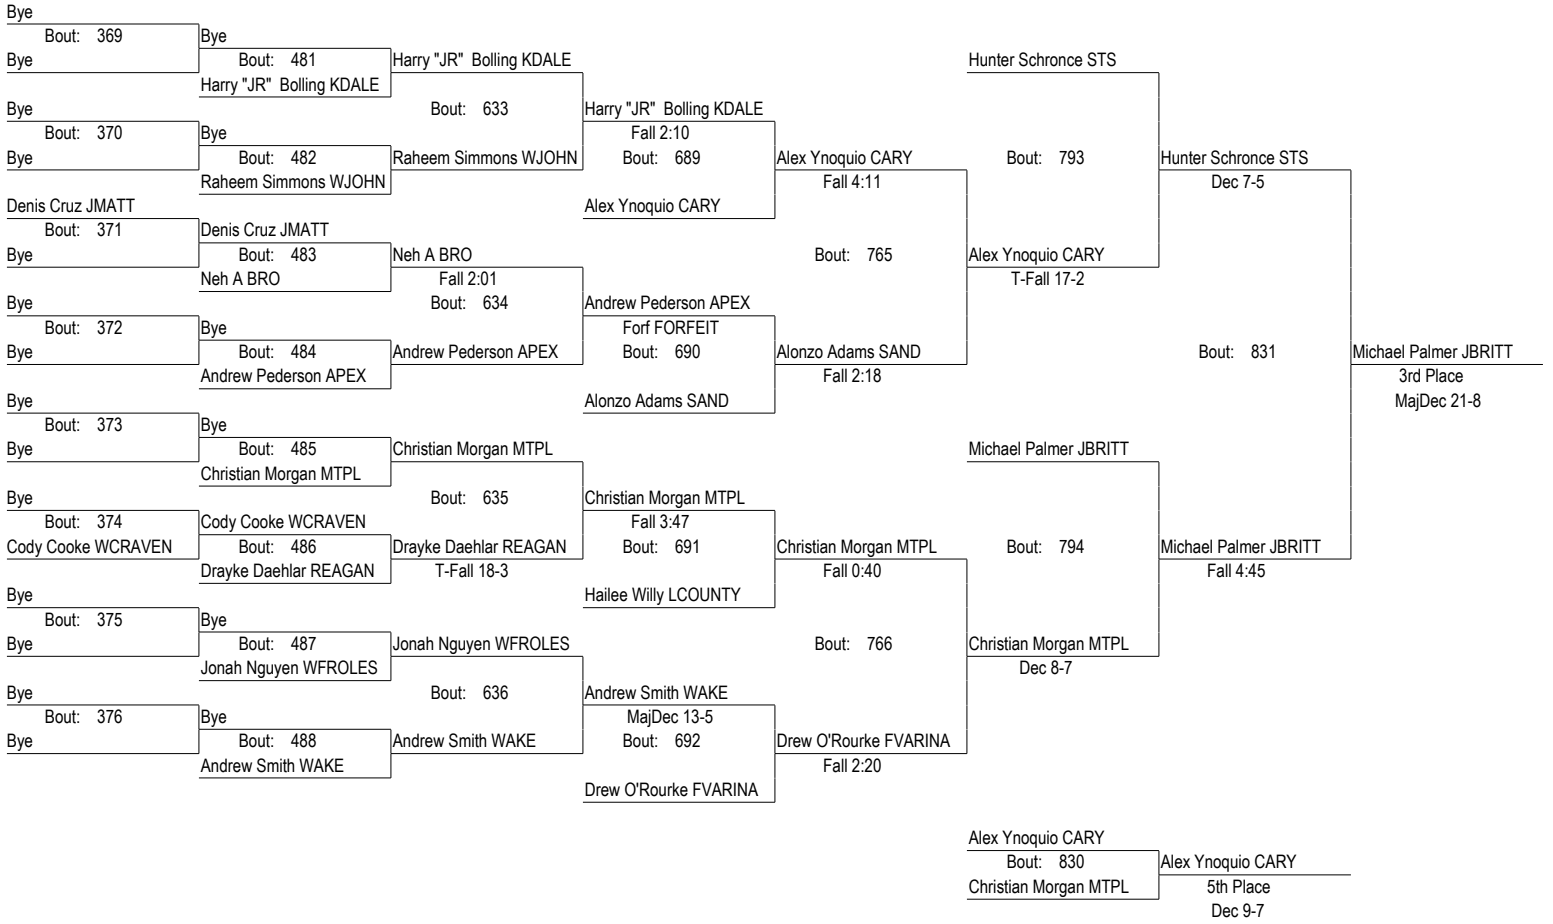 Bye
Bout: 369 Bye
Bye Bout: 481 Harry "JR"  Bolling KDALE Hunter Schronce STS
Harry "JR"  Bolling KDALE
Bye Bout: 633 Harry "JR"  Bolling KDALE
Bout: 370 Bye Fall 2:10
Bye Bout: 482 Raheem Simmons WJOHN Bout: 689 Alex Ynoquio CARY Bout: 793 Hunter Schronce STS
Raheem Simmons WJOHN Fall 4:11 Dec 7-5
Denis Cruz JMATT Alex Ynoquio CARY
Bout: 371 Denis Cruz JMATT
Bye Bout: 483 Neh A BRO Bout: 765 Alex Ynoquio CARY
Neh A BRO Fall 2:01 T-Fall 17-2
Bye Bout: 634 Andrew Pederson APEX
Bout: 372 Bye Forf FORFEIT
Bye Bout: 484 Andrew Pederson APEX Bout: 690 Alonzo Adams SAND Bout: 831 Michael Palmer JBRITT
Andrew Pederson APEX Fall 2:18 3rd Place
Bye Alonzo Adams SAND MajDec 21-8
Bout: 373 Bye
Bye Bout: 485 Christian Morgan MTPL Michael Palmer JBRITT
Christian Morgan MTPL
Bye Bout: 635 Christian Morgan MTPL
Bout: 374 Cody Cooke WCRAVEN Fall 3:47
Cody Cooke WCRAVEN Bout: 486 Drayke Daehlar REAGAN Bout: 691 Christian Morgan MTPL Bout: 794 Michael Palmer JBRITT
Drayke Daehlar REAGAN T-Fall 18-3 Fall 0:40 Fall 4:45
Bye Hailee Willy LCOUNTY
Bout: 375 Bye
Bye Bout: 487 Jonah Nguyen WFROLES Bout: 766 Christian Morgan MTPL
Jonah Nguyen WFROLES Dec 8-7
Bye Bout: 636 Andrew Smith WAKE
Bout: 376 Bye MajDec 13-5
Bye Bout: 488 Andrew Smith WAKE Bout: 692 Drew O'Rourke FVARINA
Andrew Smith WAKE Fall 2:20
Drew O'Rourke FVARINA
Alex Ynoquio CARY
Bout: 830 Alex Ynoquio CARY
Christian Morgan MTPL 5th Place
Dec 9-7